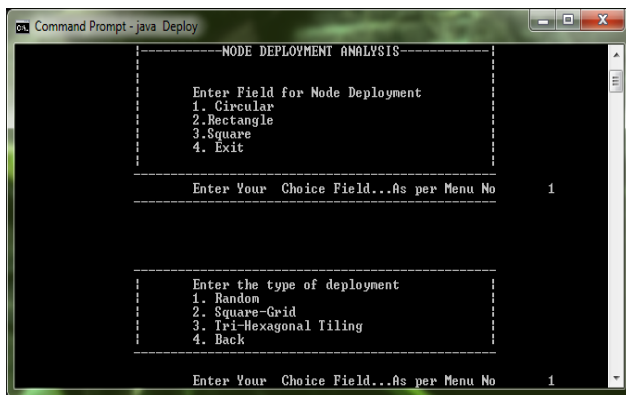 Command Prompt - java Deploy
NODE DEPLOYMENT ANALYSIS
Enter Field for Node Deployment
1. Circular
2.Rectangle
3.Square
4. Exit
Enter Your Choice Field...As per Menu No 1
Enter the type of deployment
1. Random
2. Square-Grid
3. Tri-Hexagonal Tiling
4. Back
Enter Your Choice Field...As per Menu No 1